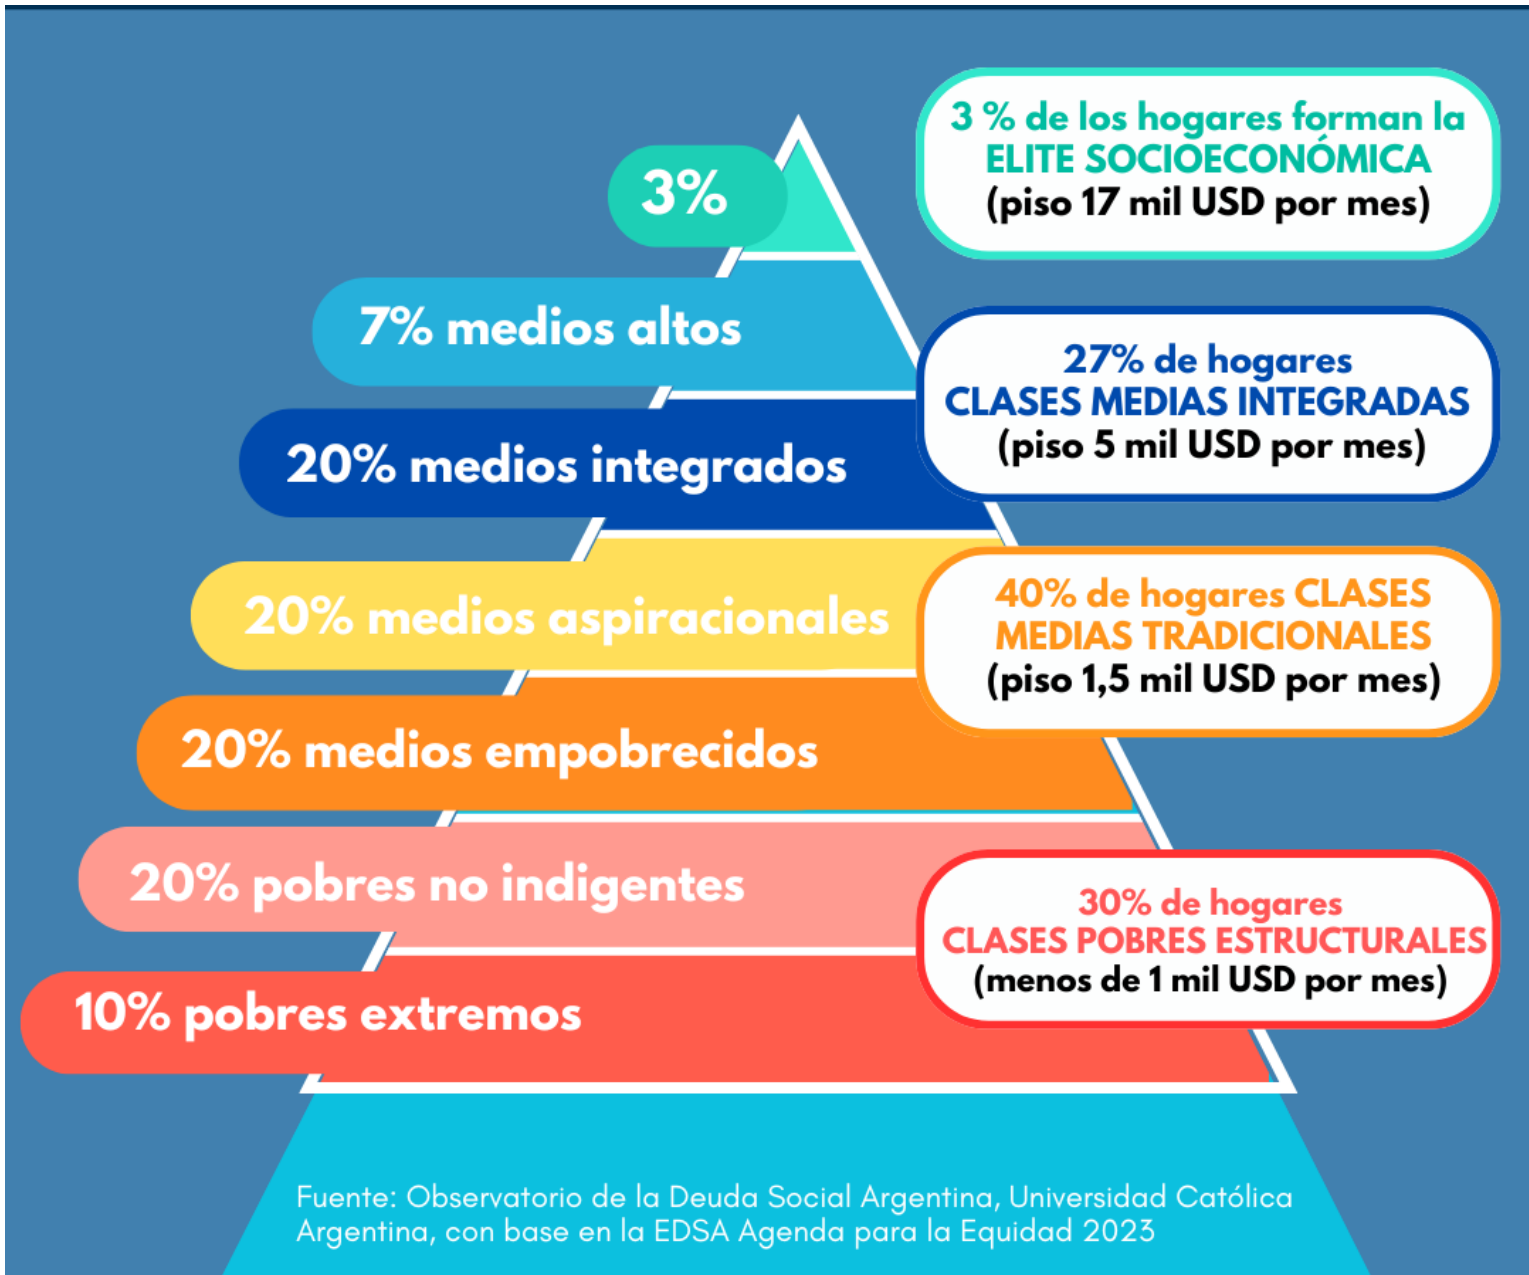 3%
3 % de los hogares forman la
ELITE SOCIOECONÓMICA
(piso 17 mil USD por mes)
7% medios altos
27% de hogares
CLASES MEDIAS INTEGRADAS
(piso 5 mil USD por mes)
20% medios integrados
20% medios aspiracionales
40% de hogares CLASES
MEDIAS TRADICIONALES
(piso 1,5 mil USD por mes)
20% medios empobrecidos
20% pobres no indigentes
30% de hogares
CLASES POBRES ESTRUCTURALES
(menos de 1 mil USD por mes)
10% pobres extremos
Fuente: Observatorio de la Deuda Social Argentina, Universidad Católica
Argentina, con base en la EDSA Agenda para la Equidad 2023